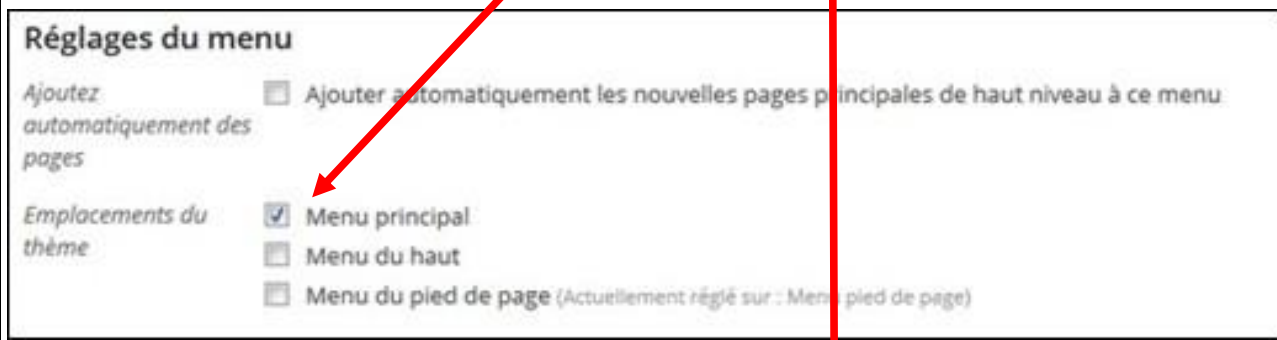 Réglages du menu
Ajoutez automatiquement des pages
Ajouter automatiquement les nouvelles pages principales de haut niveau à ce menu
Emplacements du thème
Menu principal
Menu du haut
Menu du pied de page (Actuellement réglé sur : Menu pied de page)